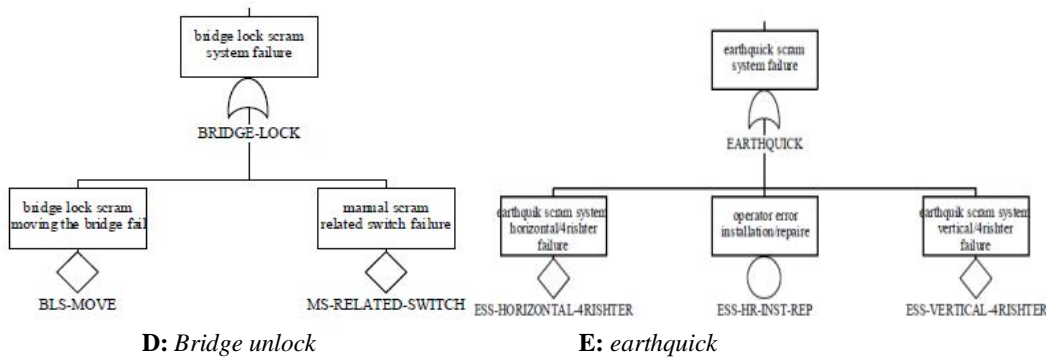 bridge lock scram
system failure
BRIDGE-LOCK
bridge lock scram
moving the bridge fail
BLS-MOVE
manual scram
related switch failure
MS-RELATED-SWITCH
D: Bridge unlock
earthquick scram
system failure
EARTHQUICK
earthquik scram system
horizontal/4rishter
failure
ESS-HORIZONTAL-4RISHTER
operator error
installation/repaire
ESS-HR-INST-REP
earthquik scram system
vertical/4rishter
failure
ESS-VERTICAL-4RISHTER
E: earthquick